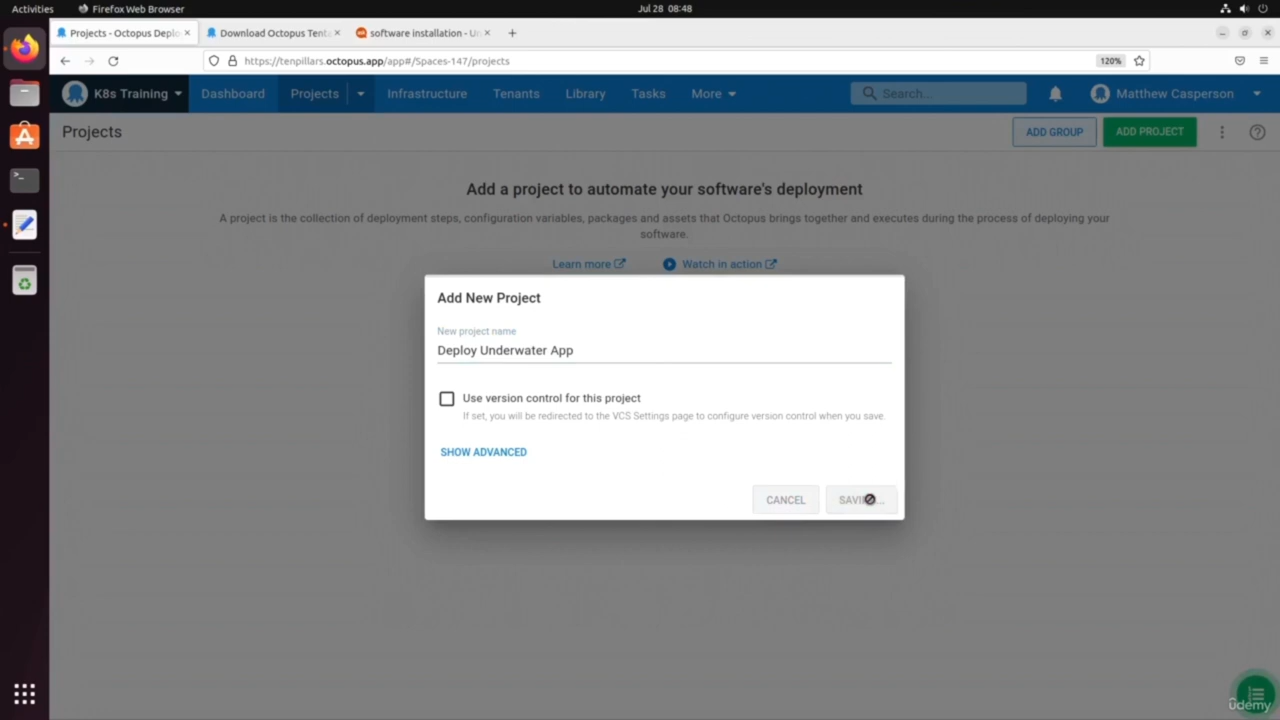 Activities
Firefox Web Browser
Jul 28 08:48
Projects - Octopus Deplo
Download Octopus Tenta
software installation - U
https://tenpillars.octopus.app/app#/Spaces-147/projects
120%
K8s Training
Dashboard
Projects
Infrastructure
Tenants
Library
Tasks
More
Search...
Matthew Casperson
Projects
ADD GROUP
ADD PROJECT
Add a project to automate your software's deployment
A project is the collection of deployment steps, configuration variables, packages and assets that Octopus brings together and executes during the process of deploying your
software.
Learn more
Watch in action
Add New Project
New project name
Deploy Underwater App
Use version control for this project
If set, you will be redirected to the VCS Settings page to configure version control when you save.
SHOW ADVANCED
CANCEL
ûdemy